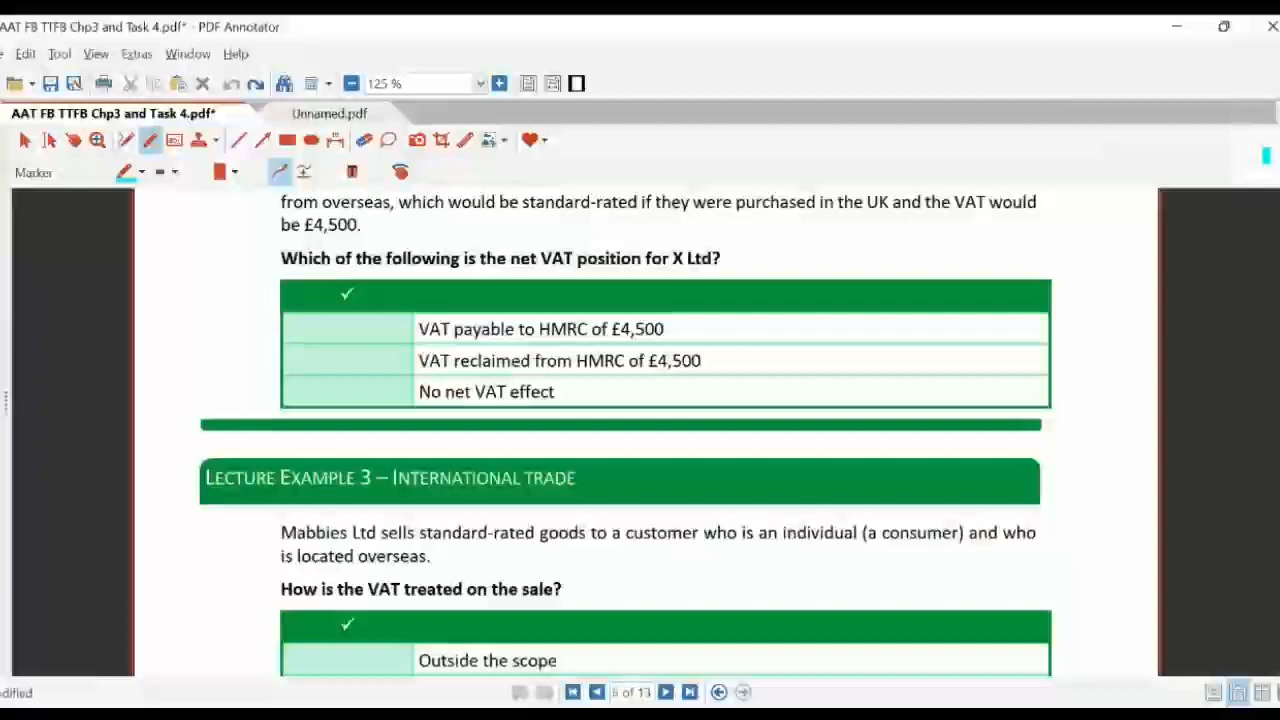 AAT FB TTFB Chp3 and Task 4.pdf* - PDF Annotator
Edit Tool View Extras Window Help
125 %
AAT FB TTFB Chp3 and Task 4.pdf* Unnamed.pdf
Marker
from overseas, which would be standard-rated if they were purchased in the UK and the VAT would
be £4,500.
Which of the following is the net VAT position for X Ltd?
✓
VAT payable to HMRC of £4,500
VAT reclaimed from HMRC of £4,500
No net VAT effect
LECTURE EXAMPLE 3 – INTERNATIONAL TRADE
Mabbies Ltd sells standard-rated goods to a customer who is an individual (a consumer) and who
is located overseas.
How is the VAT treated on the sale?
✓
Outside the scope
of 13